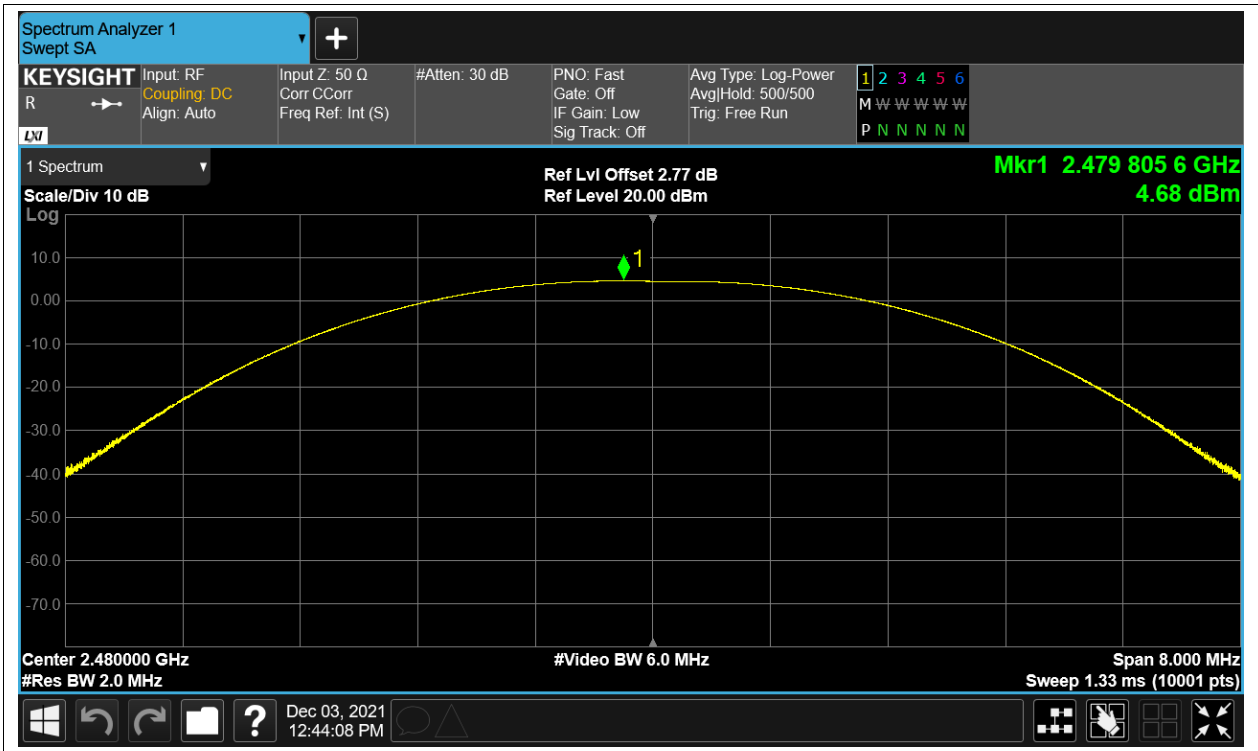 Spectrum Analyzer 1
Swept SA
KEYSIGHT
R
LXI
Input: RF
Coupling: DC
Align: Auto
Input Z: 50 Ω
Corr CCorr
Freq Ref: Int (S)
#Atten: 30 dB
PNO: Fast
Gate: Off
IF Gain: Low
Sig Track: Off
Avg Type: Log-Power
Avg|Hold: 500/500
Trig: Free Run
1 2 3 4 5 6
M W W W W W
P N N N N N
1 Spectrum
Scale/Div 10 dB
Log
Ref Lvl Offset 2.77 dB
Ref Level 20.00 dBm
Mkr1 2.479 805 6 GHz
4.68 dBm
1
10.0
0.00
-10.0
-20.0
-30.0
-40.0
-50.0
-60.0
-70.0
Center 2.480000 GHz
#Res BW 2.0 MHz
#Video BW 6.0 MHz
Span 8.000 MHz
Sweep 1.33 ms (10001 pts)
?
Dec 03, 2021
12:44:08 PM